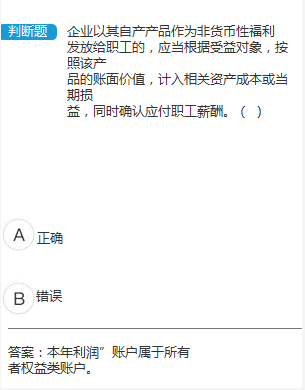 判断题
企业以其自产产品作为非货币性福利
发放给职工的，应当根据受益对象，按
照该产
品的账面价值，计入相关资产成本或当
期损
益，同时确认应付职工薪酬。（ ）
A 正确
B 错误
答案：本年利润”账户属于所有
者权益类账户。